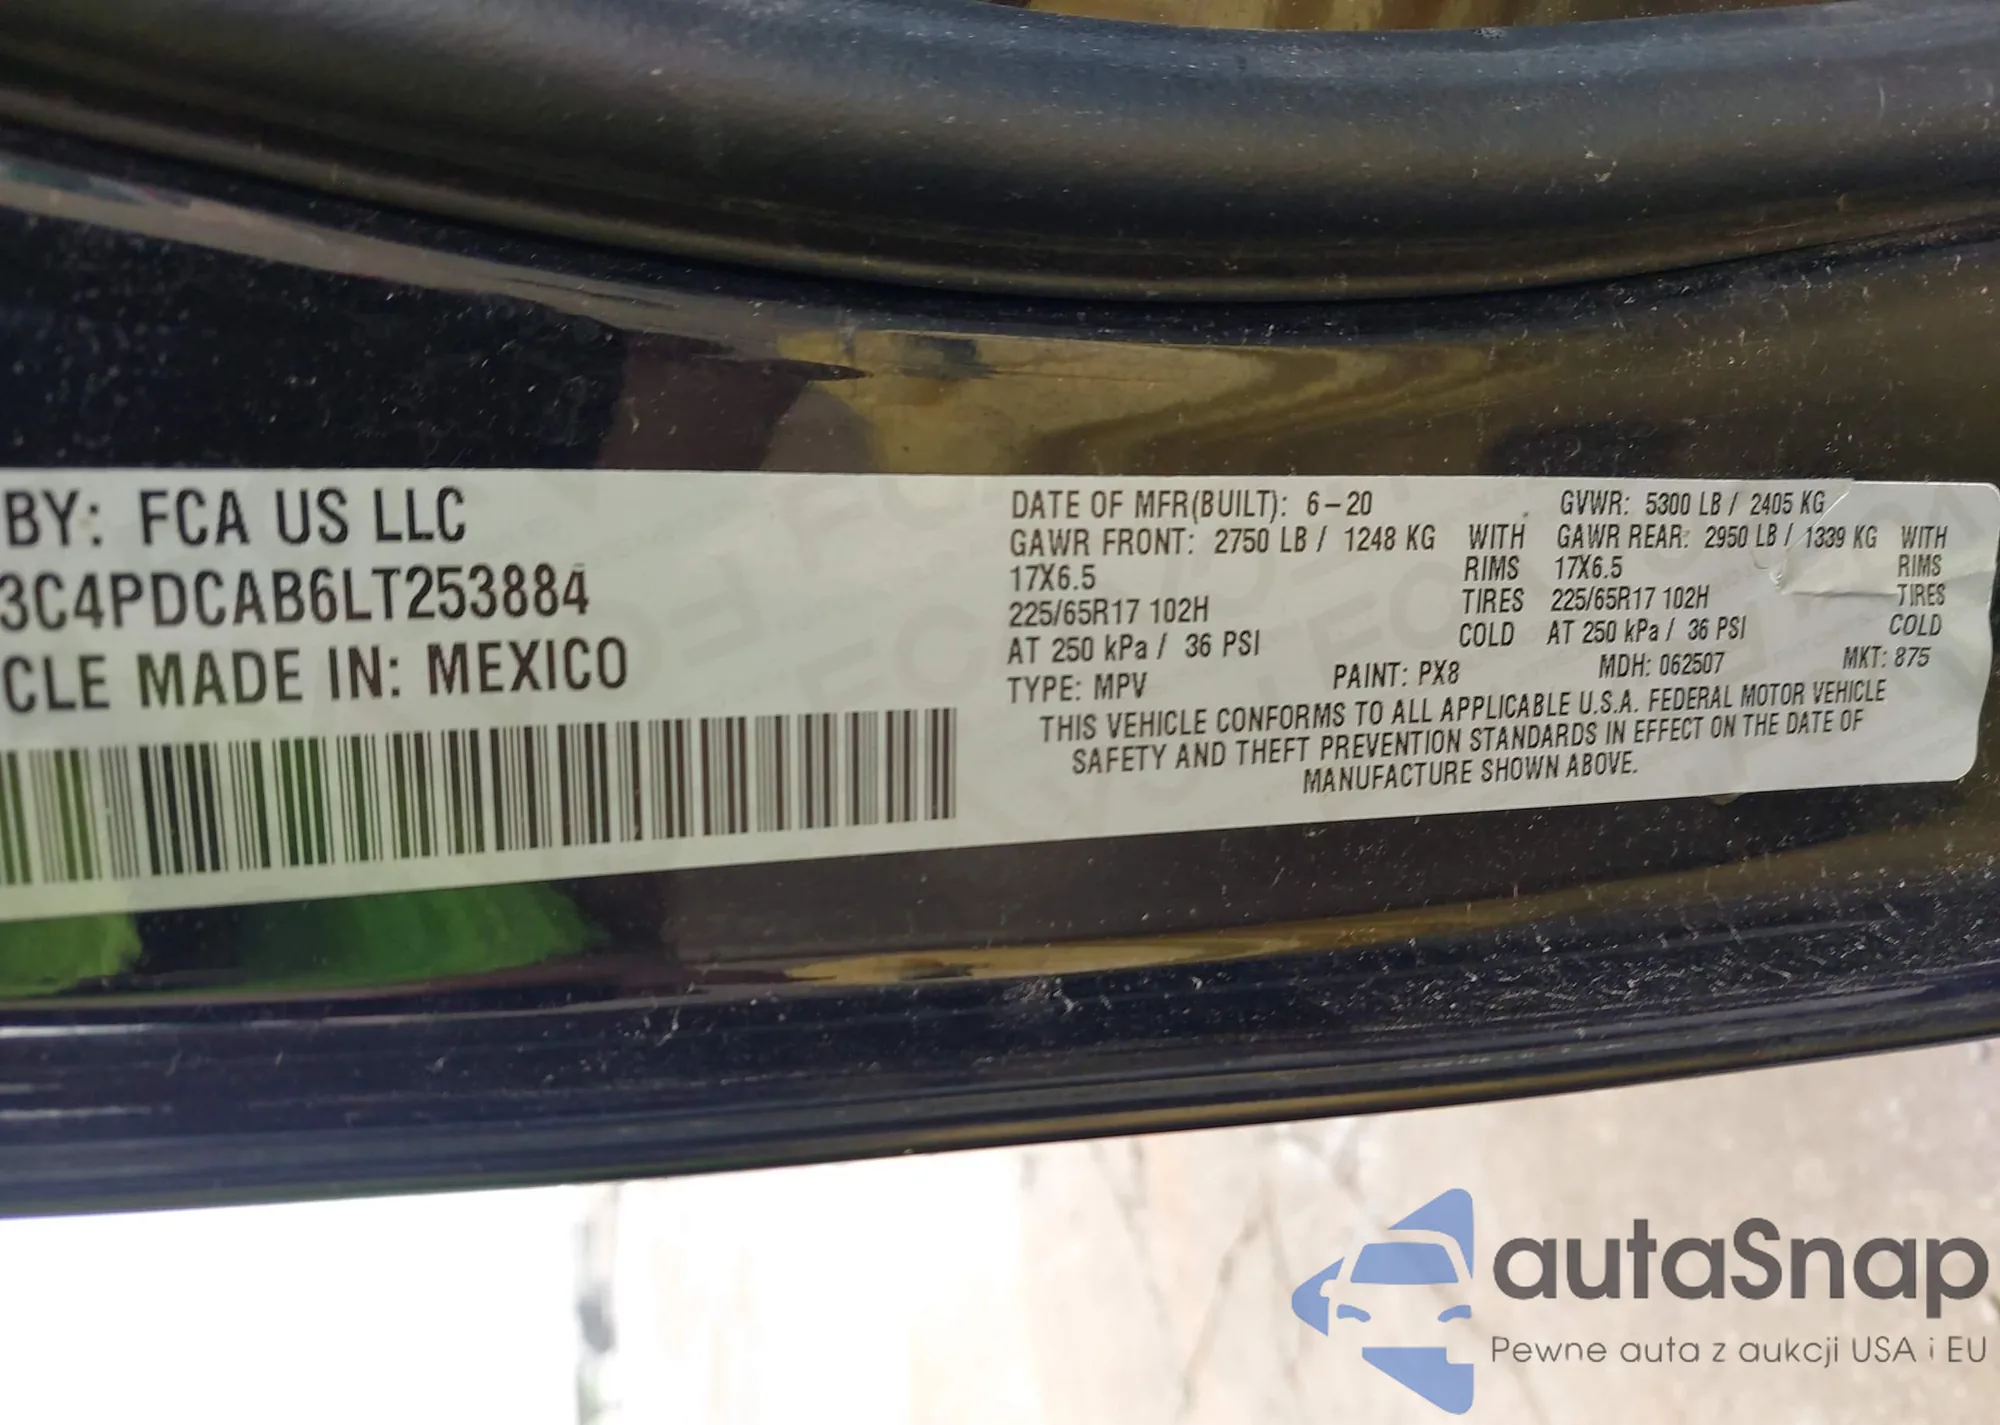 BY: FCA US LLC
3C4PDCAB6LT253884
CLE MADE IN: MEXICO
DATE OF MFR(BUILT): 6-20 GVWR: 5300 LB / 2405 KG
GAWR FRONT: 2750 LB / 1248 KG WITH GAWR REAR: 2950 LB / 1339 KG WITH
17X6.5 RIMS 17X6.5 RIMS
225/65R17 102H TIRES 225/65R17 102H TIRES
AT 250 kPa / 36 PSI COLD AT 250 kPa / 36 PSI COLD
TYPE: MPV PAINT: PX8 MDH: 062507 MKT: 875
THIS VEHICLE CONFORMS TO ALL APPLICABLE U.S.A. FEDERAL MOTOR VEHICLE
SAFETY AND THEFT PREVENTION STANDARDS IN EFFECT ON THE DATE OF
MANUFACTURE SHOWN ABOVE.
autaSnap
Pewne auta z aukcji USA i EU